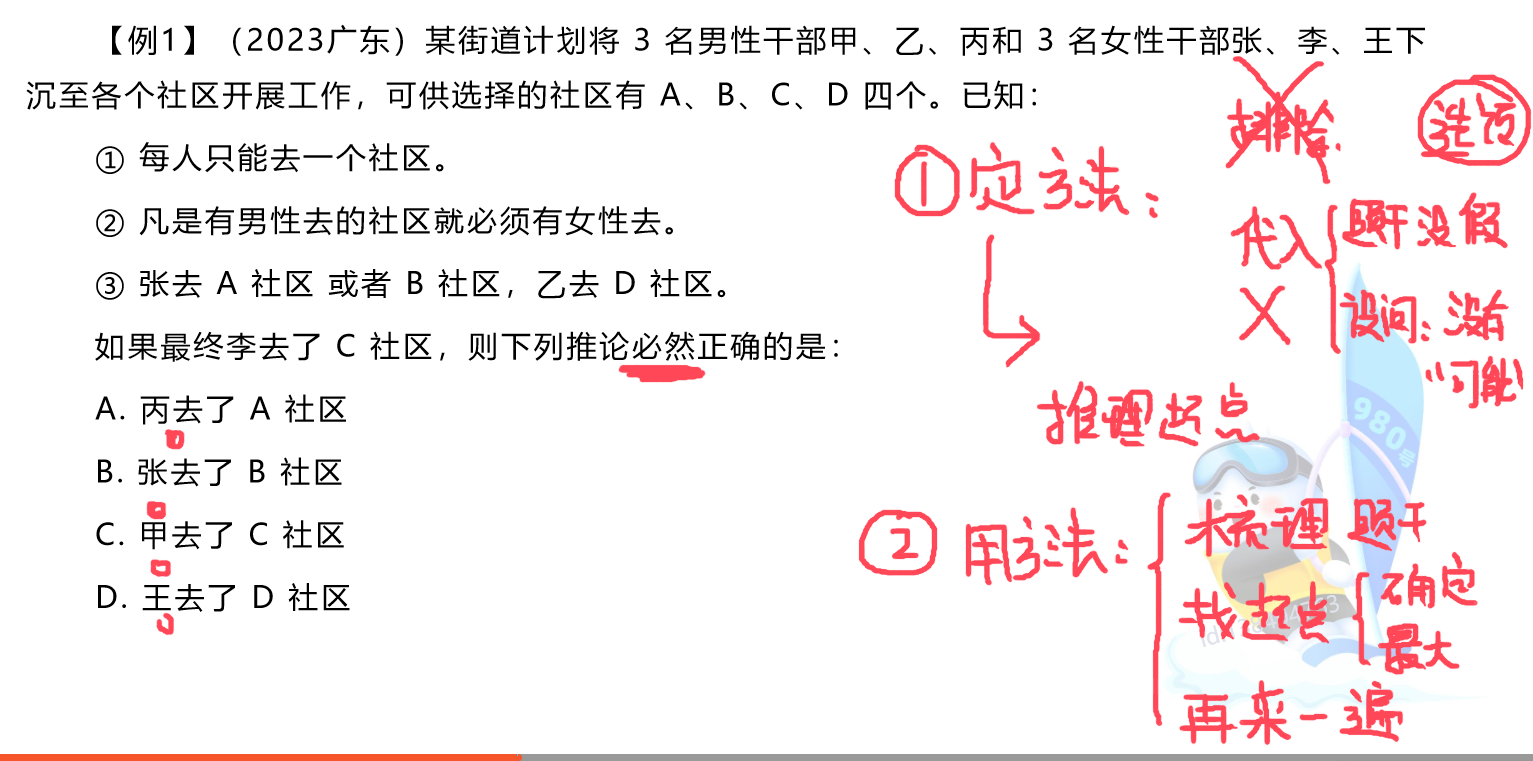 【例1】（2023广东）某街道计划将 3 名男性干部甲、乙、丙和 3 名女性干部张、李、王下
沉至各个社区开展工作，可供选择的社区有 A、B、C、D 四个。已知：
① 每人只能去一个社区。
② 凡是有男性去的社区就必须有女性去。
③ 张去 A 社区 或者 B 社区，乙去 D 社区。
如果最终李去了 C 社区，则下列推论必然正确的是：
A. 丙去了 A 社区
B. 张去了 B 社区
C. 甲去了 C 社区
D. 王去了 D 社区
排除
选项
①定方法：
代入
题干没假
设问：没有
“可能”
推理起点
②用方法：
梳理题干
找起点
确定
最大
再来一遍
980号